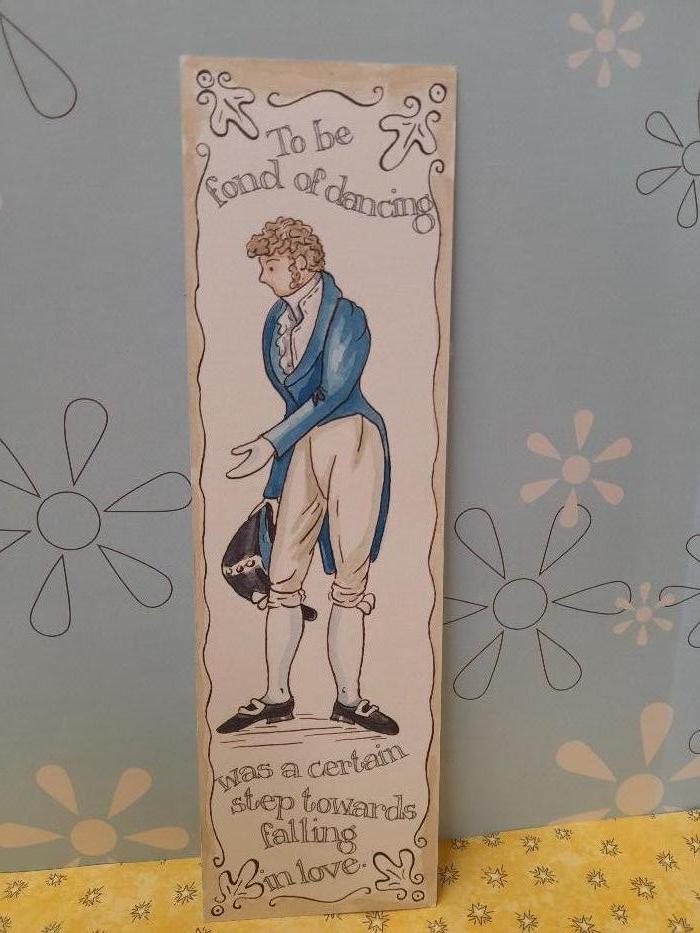 To be
fond of dancing
was a certain
step towards
falling
in love.